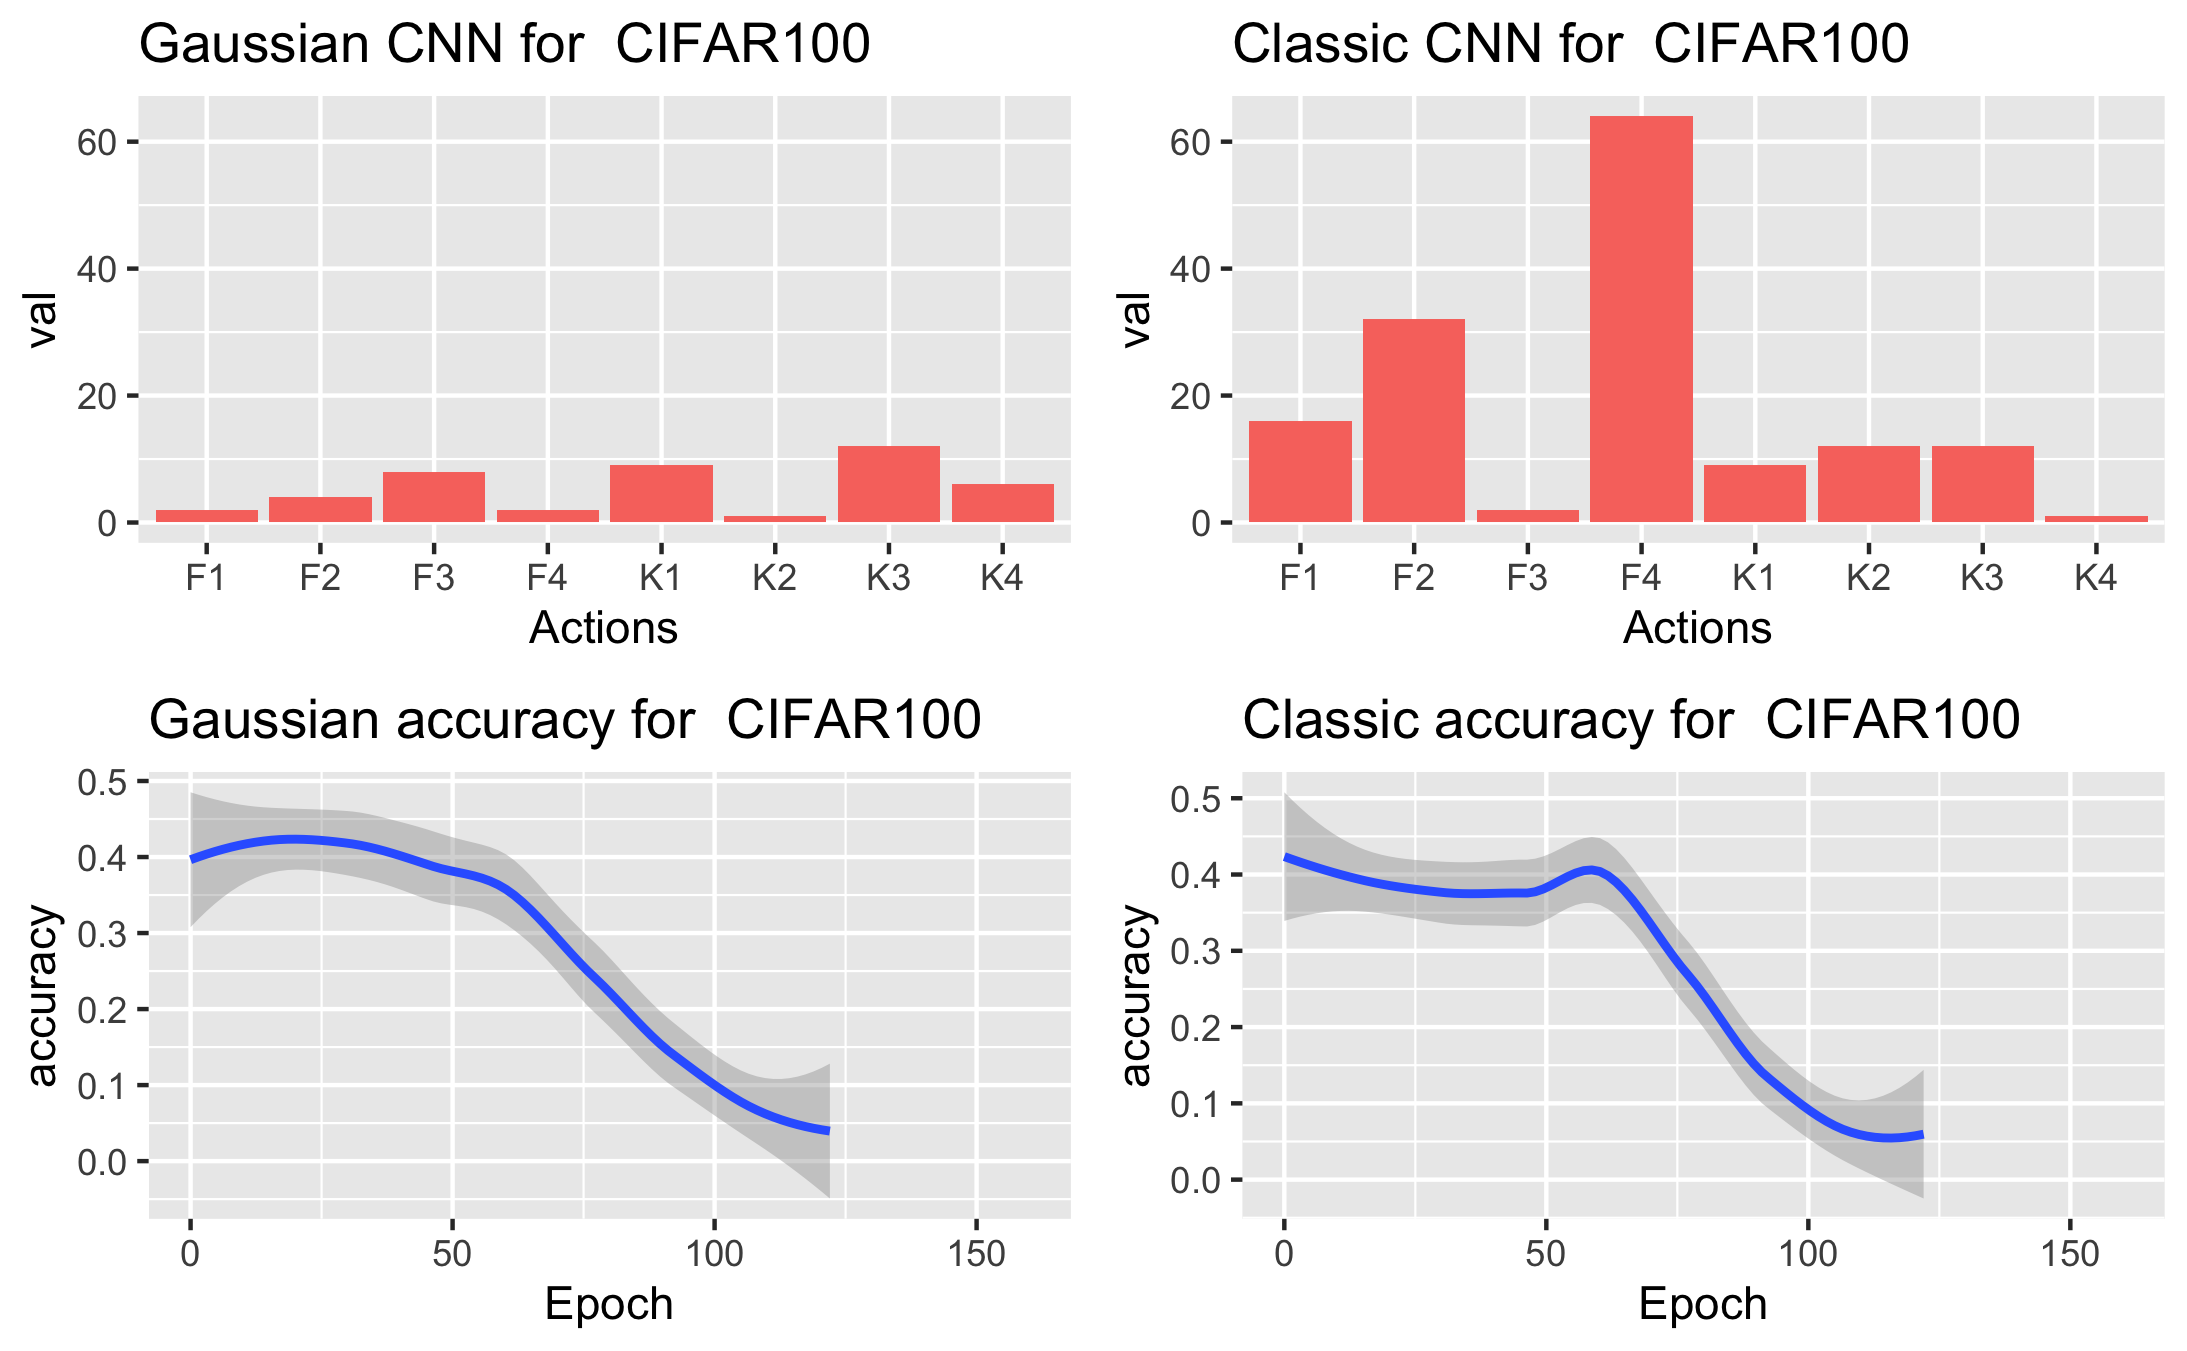 Gaussian CNN for  CIFAR100
60
40
20
0
val
F1 F2 F3 F4 K1 K2 K3 K4
Actions
Classic CNN for  CIFAR100
60
40
20
0
val
F1 F2 F3 F4 K1 K2 K3 K4
Actions
Gaussian accuracy for  CIFAR100
0.5
0.4
0.3
0.2
0.1
0.0
accuracy
0 50 100 150
Epoch
Classic accuracy for  CIFAR100
0.5
0.4
0.3
0.2
0.1
0.0
accuracy
0 50 100 150
Epoch